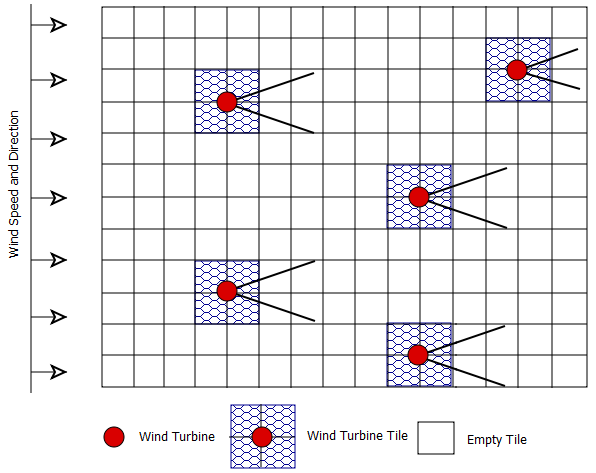 Wind Speed and Direction
Wind Turbine
Wind Turbine Tile
Empty Tile